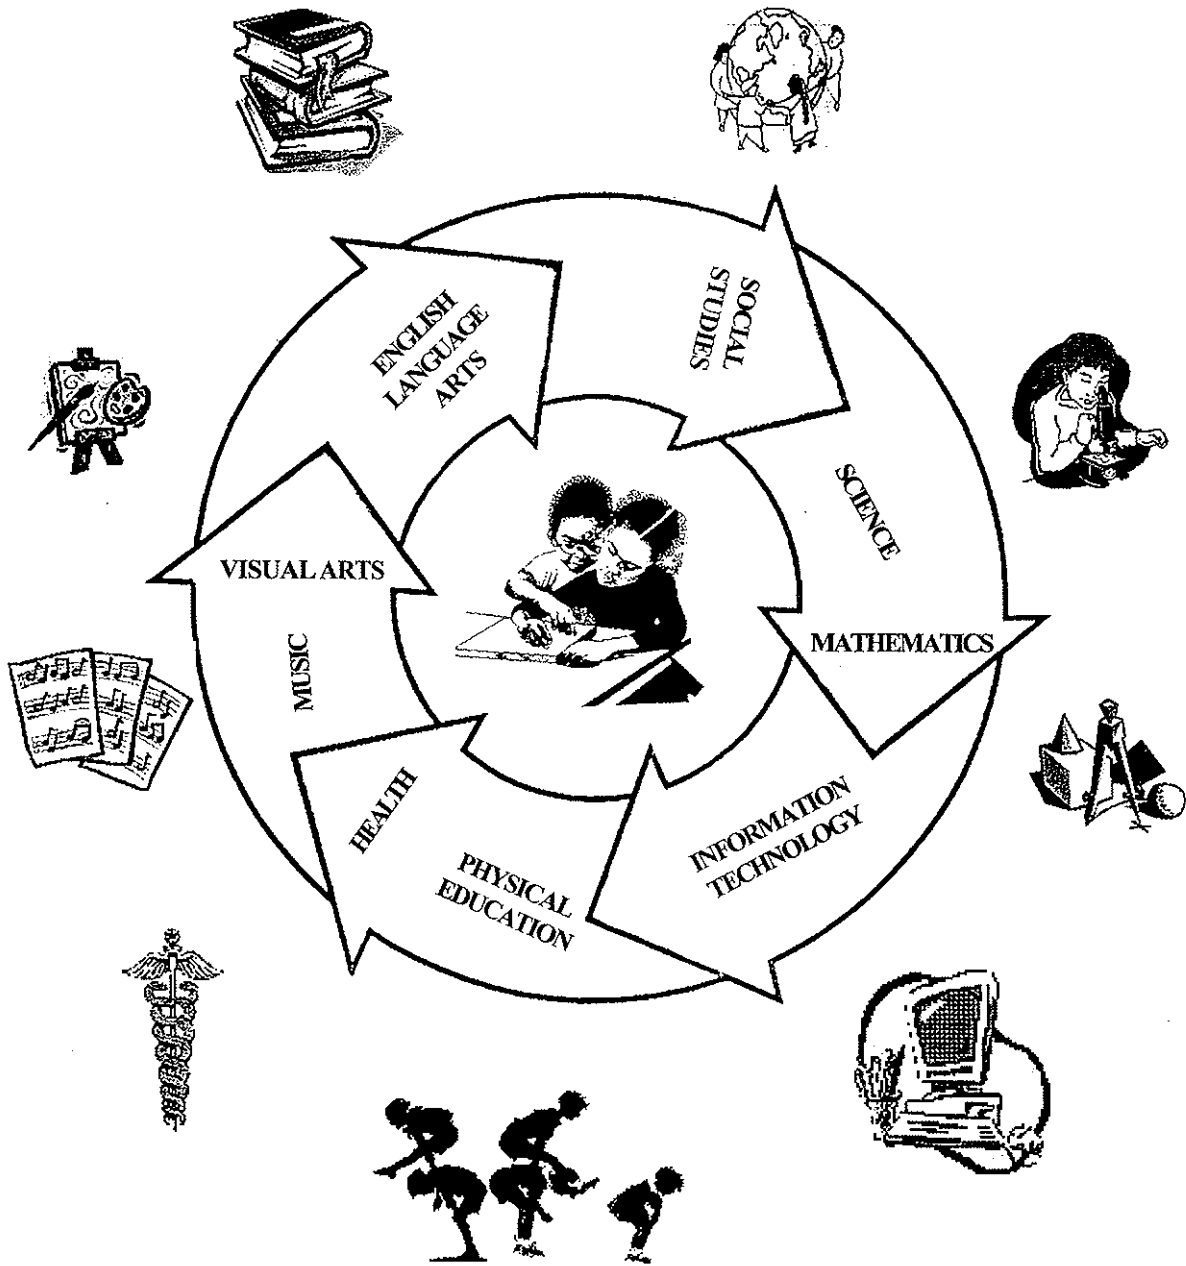 ENGLISH
LANGUAGE
ARTS
SOCIAL
STUDIES
SCIENCE
MATHEMATICS
INFORMATION
TECHNOLOGY
PHYSICAL
EDUCATION
HEALTH
MUSIC
VISUAL ARTS